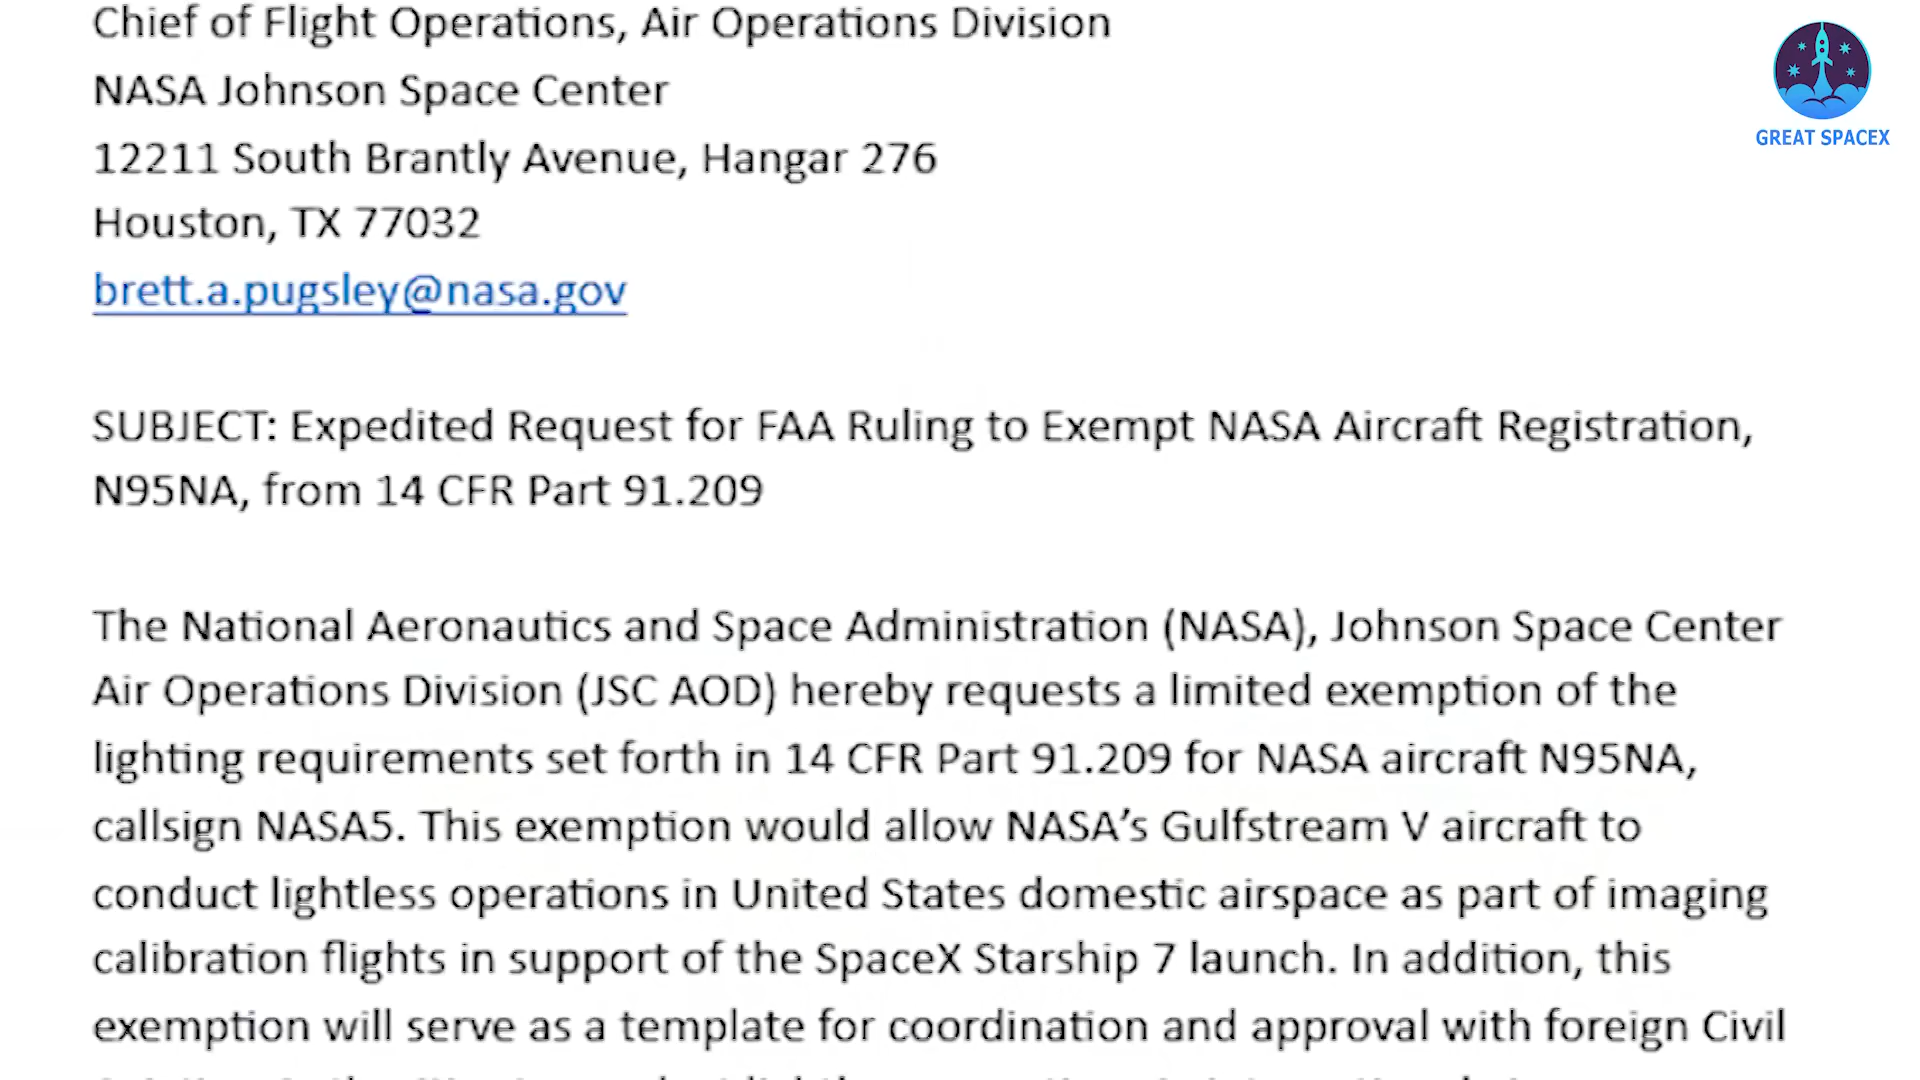 Chief of Flight Operations, Air Operations Division
NASA Johnson Space Center
12211 South Brantly Avenue, Hangar 276
Houston, TX 77032
brett.a.pugsley@nasa.gov
GREAT SPACEX
SUBJECT: Expedited Request for FAA Ruling to Exempt NASA Aircraft Registration,
N95NA, from 14 CFR Part 91.209
The National Aeronautics and Space Administration (NASA), Johnson Space Center
Air Operations Division (JSC AOD) hereby requests a limited exemption of the
lighting requirements set forth in 14 CFR Part 91.209 for NASA aircraft N95NA,
callsign NASA5. This exemption would allow NASA’s Gulfstream V aircraft to
conduct lightless operations in United States domestic airspace as part of imaging
calibration flights in support of the SpaceX Starship 7 launch. In addition, this
exemption will serve as a template for coordination and approval with foreign Civil